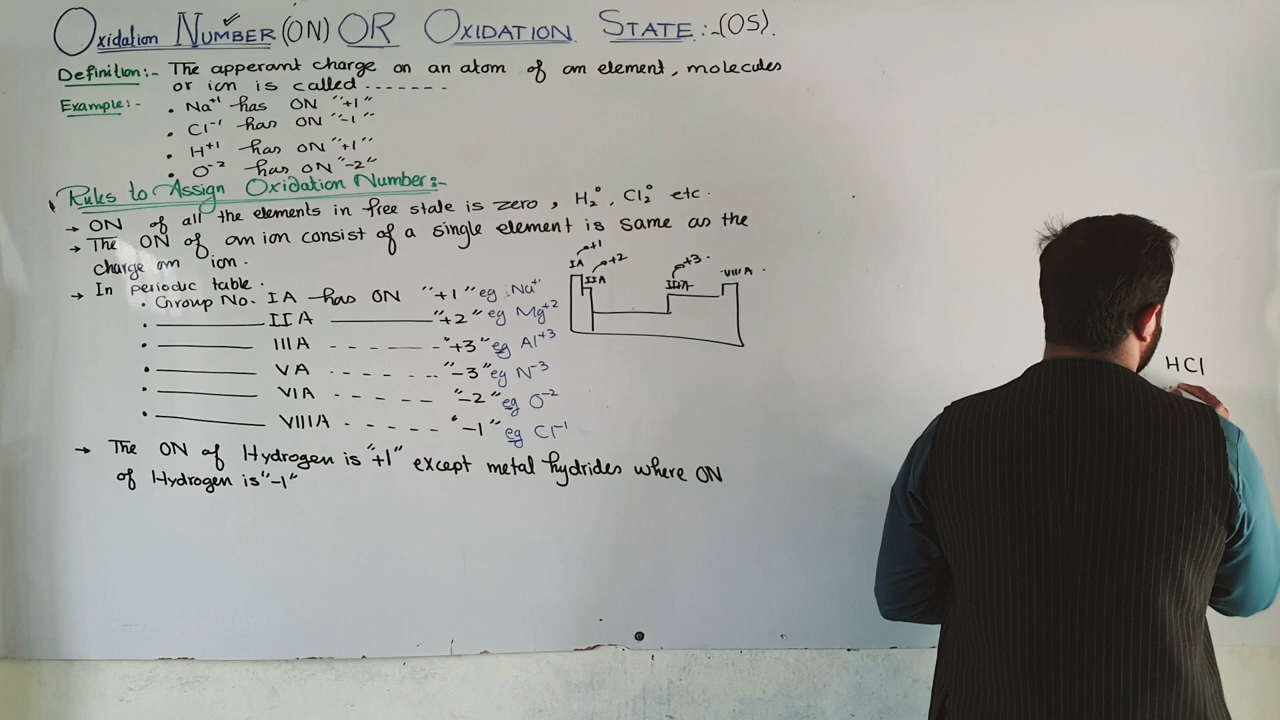 Oxidation NUMBER (ON) OR OXIDATION STATE:-(OS).
Definition:- The apperant charge on an atom of an element, molecules
or ion is called .......
Example:- • Na⁺¹ has ON "+1"
• Cl⁻¹ has ON "-1"
• H⁺¹ has ON "+1"
• O⁻² has ON "-2"
Rules to Assign Oxidation Number:-
→ ON of all the elements in free state is zero, H₂°, Cl₂° etc.
→ The ON of an ion consist of a single element is same as the
charge on ion.
→ In periodic table.
• Group No. IA has ON "+1" eg Na⁺¹
• ———— IIA ———— "+2" eg Mg⁺²
• ———— IIIA - - - - - - "+3" eg Al⁺³
• ———— VA - - - - - - "-3" eg N⁻³
• ———— VIA - - - - - - "-2" eg O⁻²
• ———— VIIIA - - - - - - "-1" eg Cl⁻¹
IA +1
IIA +2
IIIA +3
VIIIA
→ The ON of Hydrogen is "+1" except metal hydrides where ON
of Hydrogen is "-1"
HCl